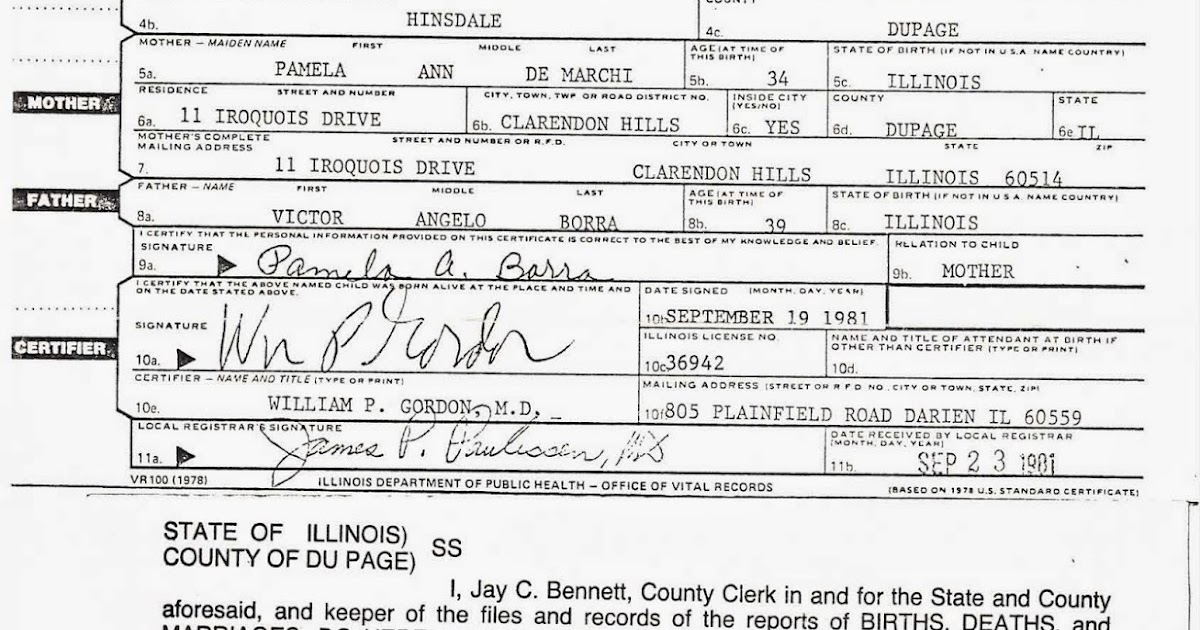 4b. HINSDALE 4c. DUPAGE
MOTHER – MAIDEN NAME FIRST MIDDLE LAST AGE (AT TIME OF THIS BIRTH) STATE OF BIRTH (IF NOT IN U.S.A. NAME COUNTRY)
5a. PAMELA ANN DE MARCHI 5b. 34 5c. ILLINOIS
MOTHER
RESIDENCE STREET AND NUMBER CITY, TOWN, TWP OR ROAD DISTRICT NO. INSIDE CITY (YES/NO) COUNTY STATE
6a. 11 IROQUOIS DRIVE 6b. CLARENDON HILLS 6c. YES 6d. DUPAGE 6e IL
MOTHER'S COMPLETE MAILING ADDRESS STREET AND NUMBER OR R.F.D. CITY OR TOWN STATE ZIP
7. 11 IROQUOIS DRIVE CLARENDON HILLS ILLINOIS 60514
FATHER
FATHER – NAME FIRST MIDDLE LAST AGE (AT TIME OF THIS BIRTH) STATE OF BIRTH (IF NOT IN U.S.A. NAME COUNTRY)
8a. VICTOR ANGELO BORRA 8b. 39 8c. ILLINOIS
I CERTIFY THAT THE PERSONAL INFORMATION PROVIDED ON THIS CERTIFICATE IS CORRECT TO THE BEST OF MY KNOWLEDGE AND BELIEF. RELATION TO CHILD
SIGNATURE
9a. Pamela A. Borra 9b. MOTHER
I CERTIFY THAT THE ABOVE NAMED CHILD WAS BORN ALIVE AT THE PLACE AND TIME AND ON THE DATE STATED ABOVE. DATE SIGNED (MONTH, DAY, YEAR)
10b SEPTEMBER 19 1981
CERTIFIER
SIGNATURE ILLINOIS LICENSE NO. NAME AND TITLE OF ATTENDANT AT BIRTH IF OTHER THAN CERTIFIER (TYPE OR PRINT)
10a. Wm P Gordon 10c 36942 10d.
CERTIFIER – NAME AND TITLE (TYPE OR PRINT) MAILING ADDRESS (STREET OR R F D NO., CITY OR TOWN, STATE, ZIP)
10e. WILLIAM P. GORDON, M.D. 10f 805 PLAINFIELD ROAD DARIEN IL 60559
LOCAL REGISTRAR'S SIGNATURE DATE RECEIVED BY LOCAL REGISTRAR (MONTH, DAY, YEAR)
11a. James P. Paulissen, MD 11b. SEP 23 1981
VR100 (1978) ILLINOIS DEPARTMENT OF PUBLIC HEALTH – OFFICE OF VITAL RECORDS (BASED ON 1978 U.S. STANDARD CERTIFICATE)
STATE OF ILLINOIS)
COUNTY OF DU PAGE) SS
I, Jay C. Bennett, County Clerk in and for the State and County
aforesaid, and keeper of the files and records of the reports of BIRTHS, DEATHS, and